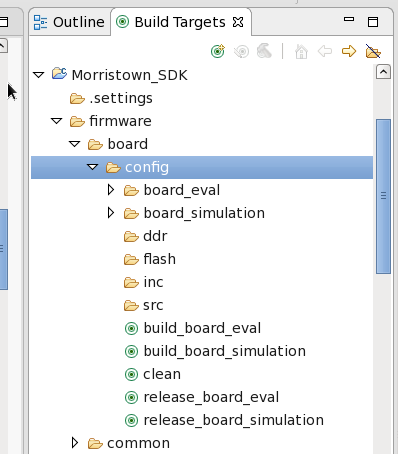 Outline Build Targets
Morristown_SDK
.settings
firmware
board
config
board_eval
board_simulation
ddr
flash
inc
src
build_board_eval
build_board_simulation
clean
release_board_eval
release_board_simulation
common